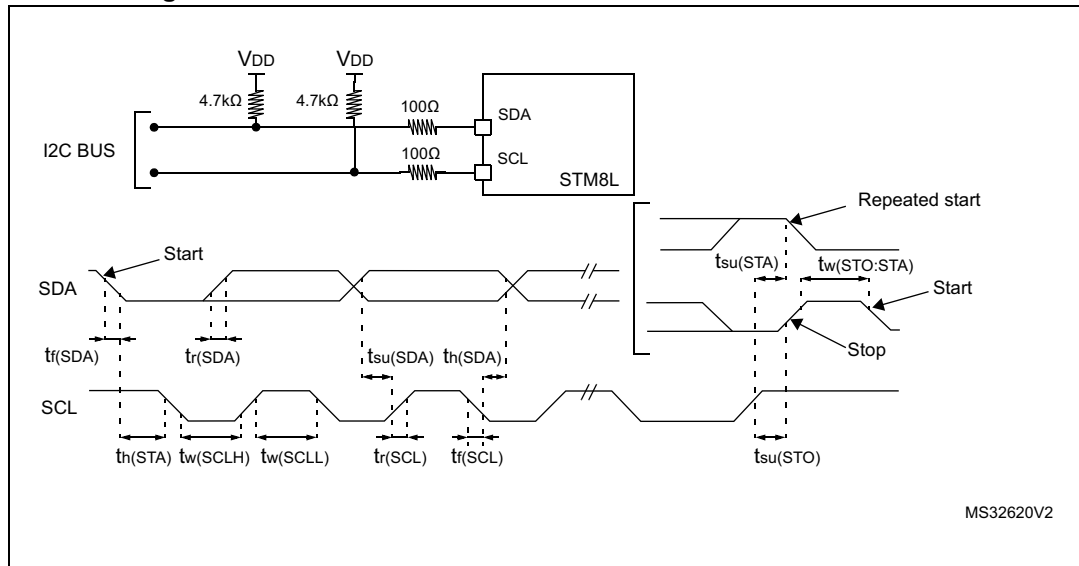 VDD VDD
4.7kΩ 4.7kΩ
100Ω
SDA
I2C BUS
100Ω
SCL
STM8L
Repeated start
Start
tsu(STA) tw(STO:STA)
SDA
Start
Stop
tf(SDA) tr(SDA) tsu(SDA) th(SDA)
SCL
th(STA) tw(SCLH) tw(SCLL) tr(SCL) tf(SCL) tsu(STO)
MS32620V2